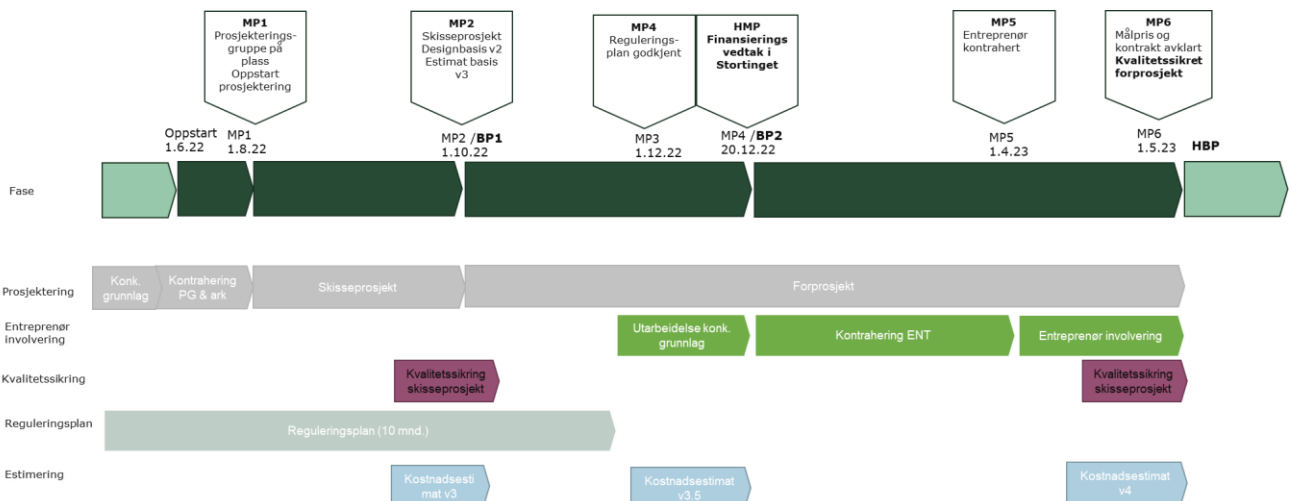 MP1
Prosjekterings-
gruppe på
plass
Oppstart
prosjektering
MP2
Skisseprosjekt
Designbasis v2
Estimat basis
v3
MP4
Regulerings-
plan godkjent
HMP
Finansierings
vedtak i
Stortinget
MP5
Entreprenør
kontrahert
MP6
Målpris og
kontrakt avklart
Kvalitetssikret
forprosjekt
Oppstart
1.6.22
MP1
1.8.22
MP2 /BP1
1.10.22
MP3
1.12.22
MP4 /BP2
20.12.22
MP5
1.4.23
MP6
1.5.23
HBP
Fase
Prosjektering
Konk.
grunnlag
Kontrahering
PG & ark
Skisseprosjekt
Forprosjekt
Entreprenør
involvering
Utarbeidelse konk.
grunnlag
Kontrahering ENT
Entreprenør involvering
Kvalitetssikring
Kvalitetssikring
skisseprosjekt
Kvalitetssikring
skisseprosjekt
Reguleringsplan
Reguleringsplan (10 mnd.)
Estimering
Kostnadsesti
mat v3
Kostnadsestimat
v3.5
Kostnadsestimat
v4